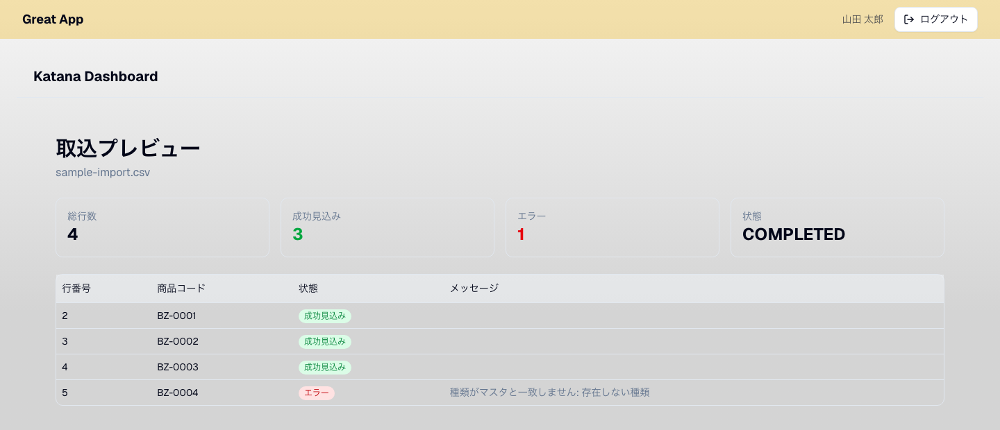 Great App
山田 太郎
ログアウト
Katana Dashboard
取込プレビュー
sample-import.csv
総行数
4
成功見込み
3
エラー
1
状態
COMPLETED
行番号 商品コード 状態 メッセージ
2 BZ-0001 成功見込み
3 BZ-0002 成功見込み
4 BZ-0003 成功見込み
5 BZ-0004 エラー 種類がマスタと一致しません: 存在しない種類